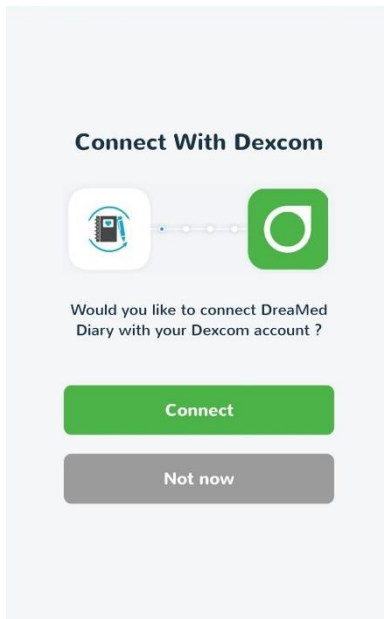 Connect With Dexcom
Would you like to connect DreaMed
Diary with your Dexcom account ?
Connect
Not now